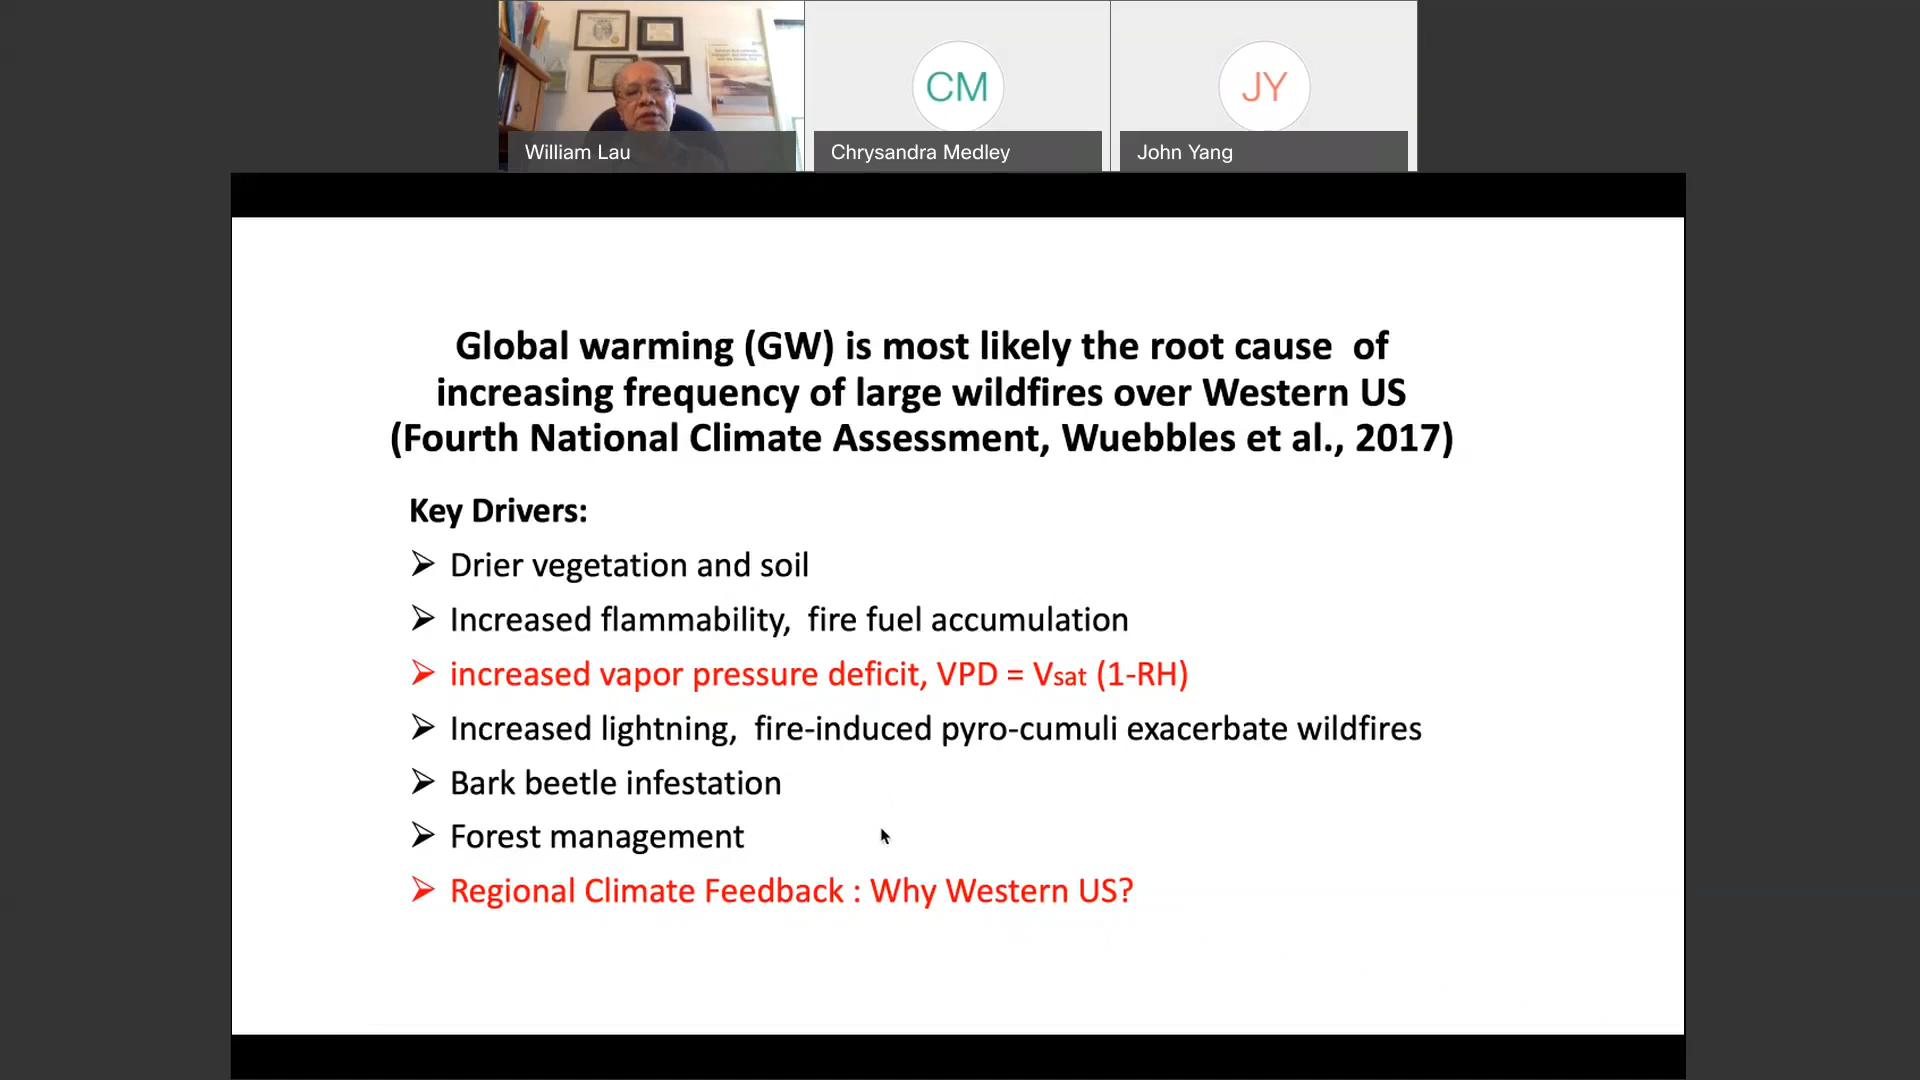 CM
JY
William Lau
Chrysandra Medley
John Yang
Global warming (GW) is most likely the root cause of
increasing frequency of large wildfires over Western US
(Fourth National Climate Assessment, Wuebbles et al., 2017)
Key Drivers:
➢ Drier vegetation and soil
➢ Increased flammability, fire fuel accumulation
➢ increased vapor pressure deficit, VPD = Vsat (1-RH)
➢ Increased lightning, fire-induced pyro-cumuli exacerbate wildfires
➢ Bark beetle infestation
➢ Forest management
➢ Regional Climate Feedback : Why Western US?